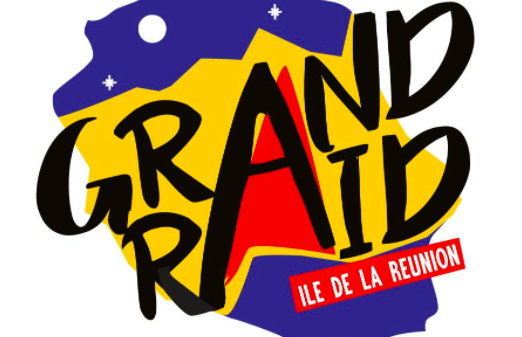 GRAND
RAID
ILE DE LA REUNION